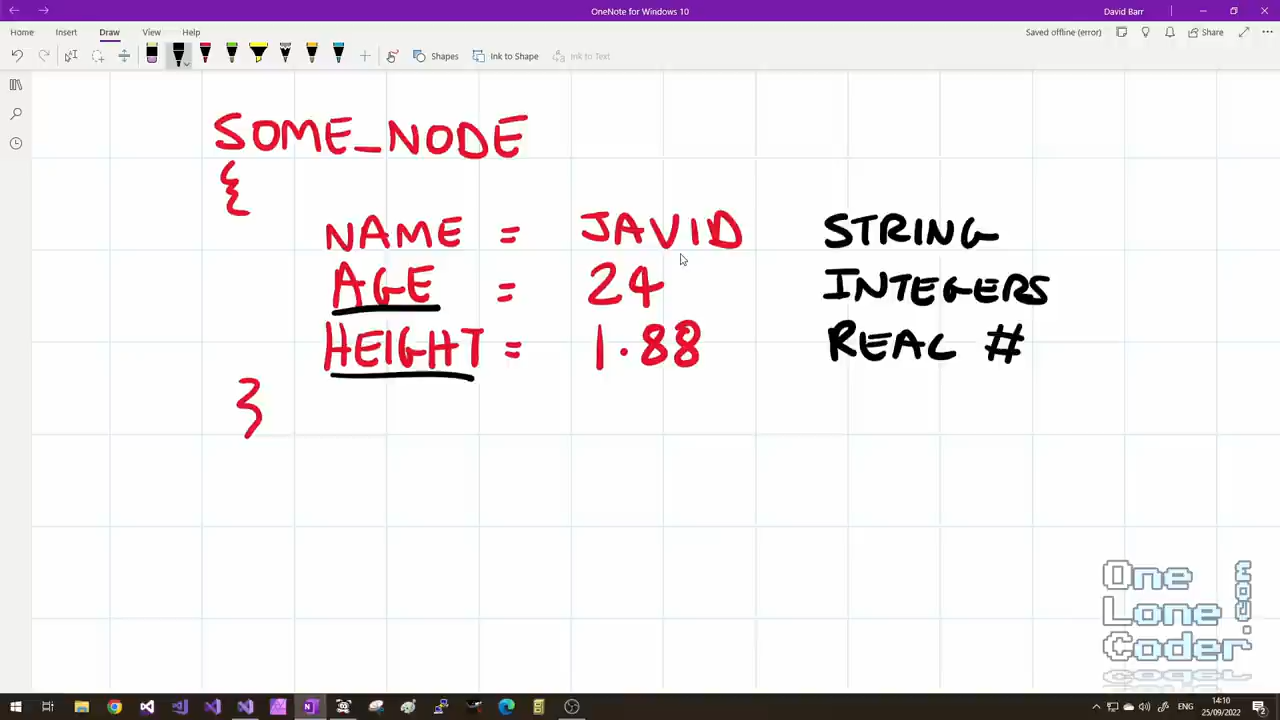 OneNote for Windows 10
David Barr
Home Insert Draw View Help
Saved offline (error)
Share
Shapes
Ink to Shape
Ink to Text
SOME_NODE
{
NAME = JAVID STRING
AGE = 24 INTEGERS
HEIGHT = 1.88 REAL #
}
One
Lone
Coder
.com
ENG
14:10
25/09/2022
2